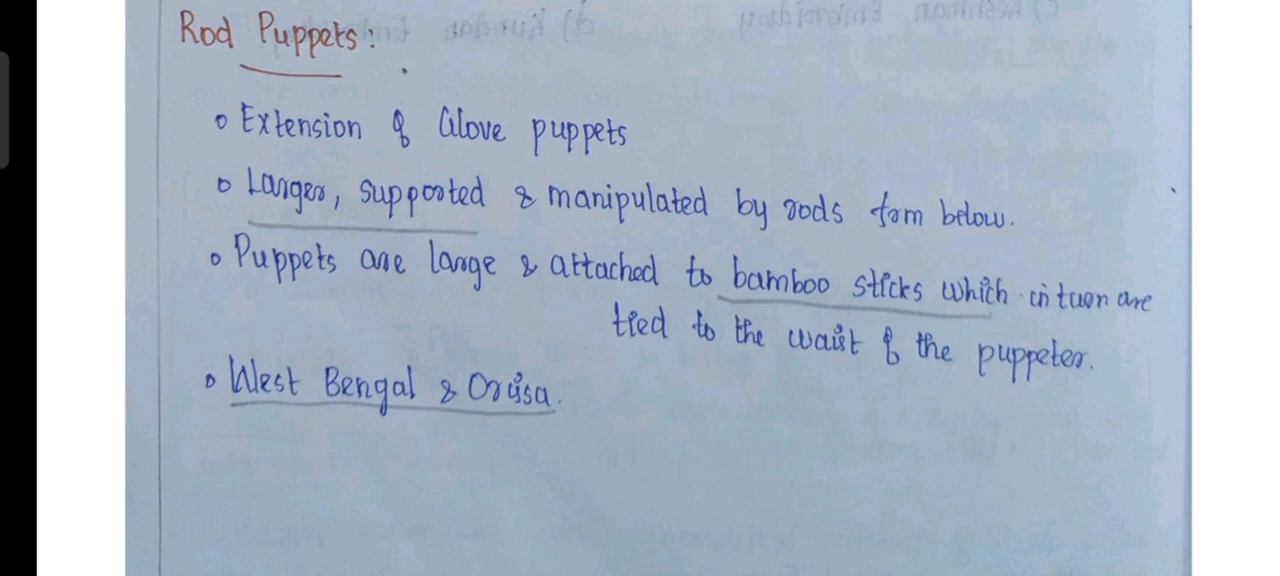 Rod Puppets:
o Extension of Glove puppets
o Larger, supported & manipulated by rods form below.
o Puppets are large & attached to bamboo sticks which in turn are
tied to the waist of the puppeter.
o West Bengal & Orissa.